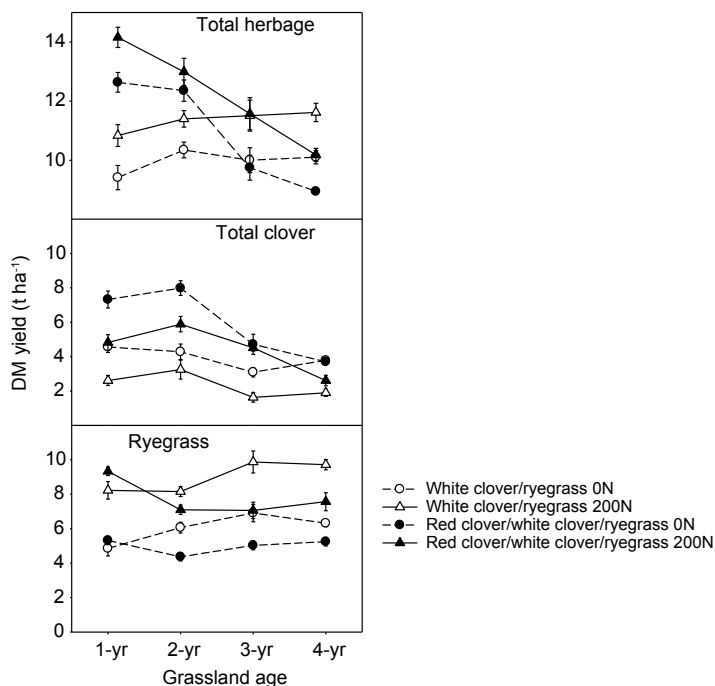 Total herbage
14
12
10
Total clover
10
8
6
4
2
Ryegrass
10
8
6
4
2
0
DM yield (t ha⁻¹)
1-yr 2-yr 3-yr 4-yr
Grassland age
White clover/ryegrass 0N
White clover/ryegrass 200N
Red clover/white clover/ryegrass 0N
Red clover/white clover/ryegrass 200N